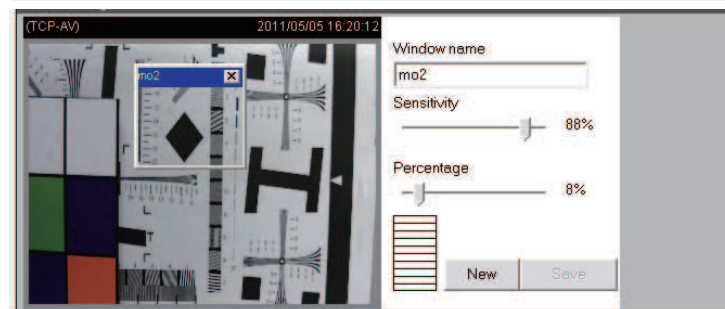 (TCP-AV) 2011/05/05 16:20:12
mo2
Window name
mo2
Sensitivity
88%
Percentage
8%
New Save